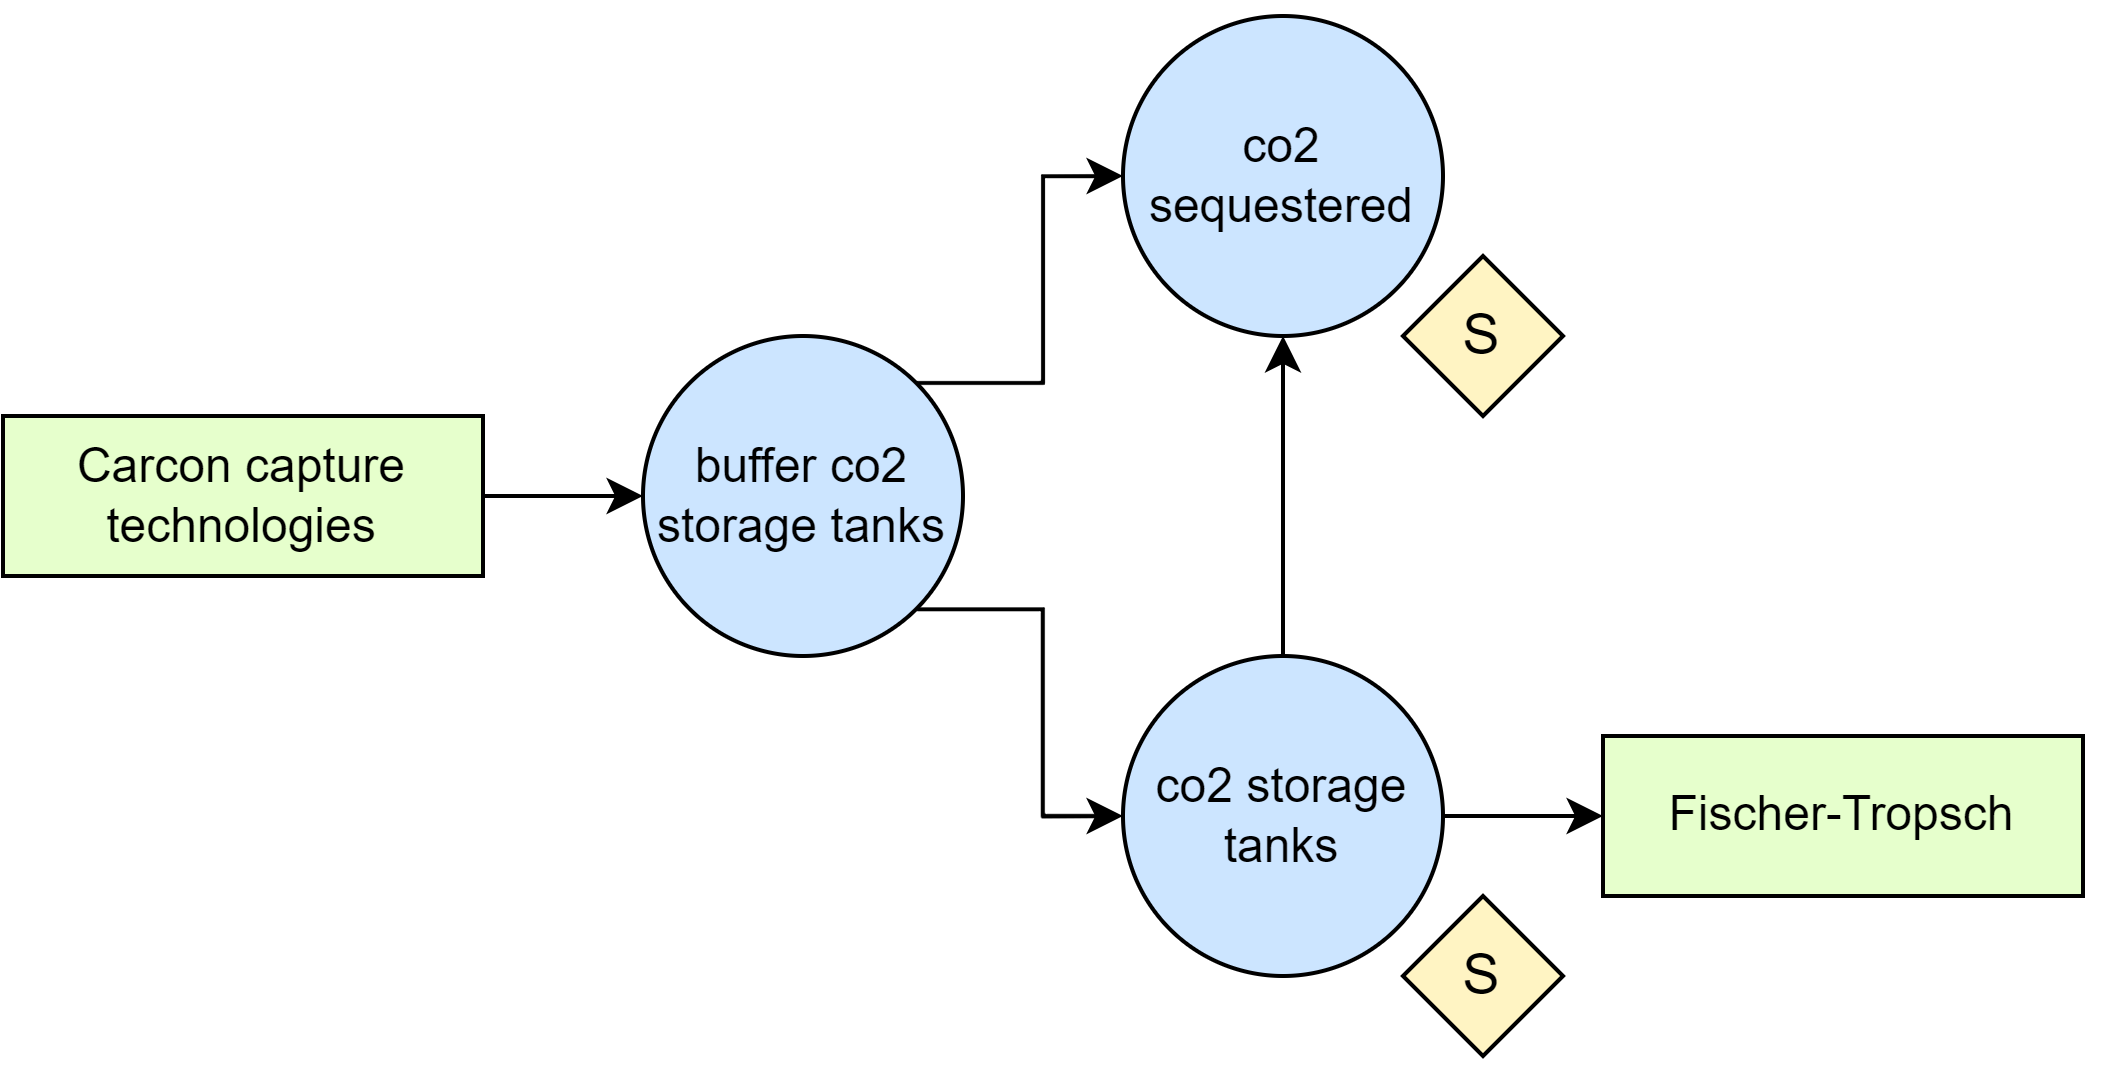 co2
sequestered
S
Carcon capture
technologies
buffer co2
storage tanks
co2 storage
tanks
Fischer-Tropsch
S